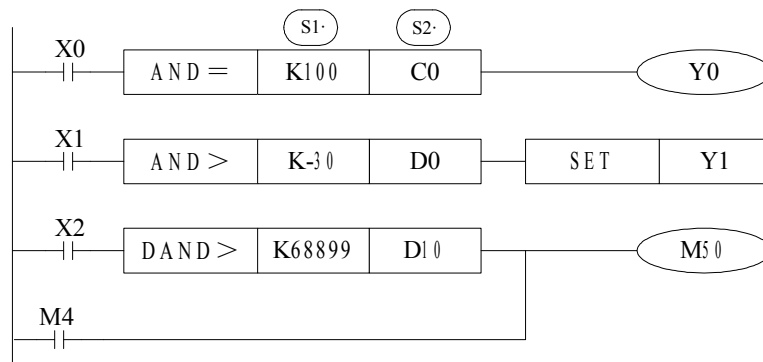 S1· S2·
X0 AND= K100 C0 Y0
X1 AND> K-30 D0 SET Y1
X2 DAND> K68899 D10 M50
M4